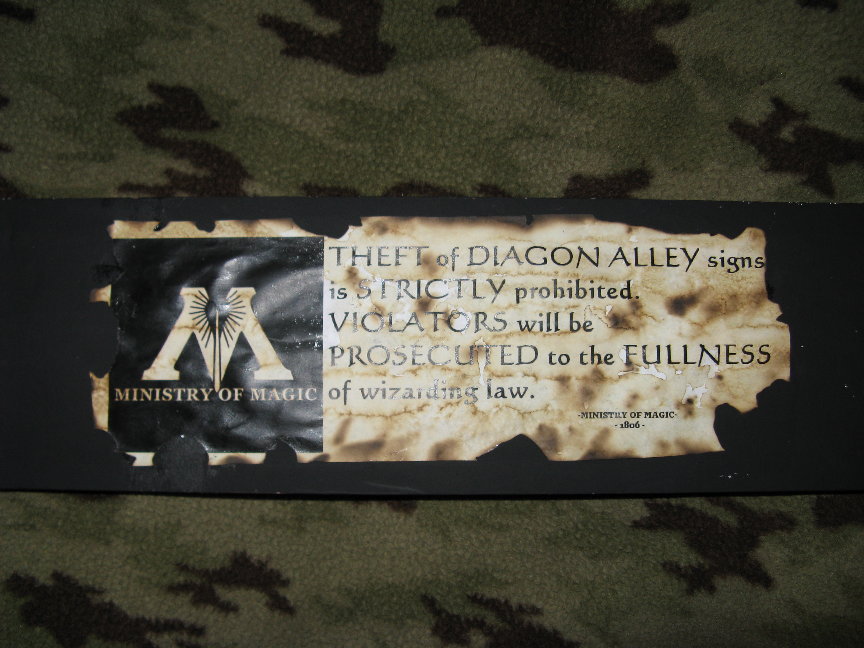 MINISTRY OF MAGIC
THEFT of DIAGON ALLEY signs
is STRICTLY prohibited.
VIOLATORS will be
PROSECUTED to the FULLNESS
of wizarding law.
-MINISTRY OF MAGIC-
- 1806 -